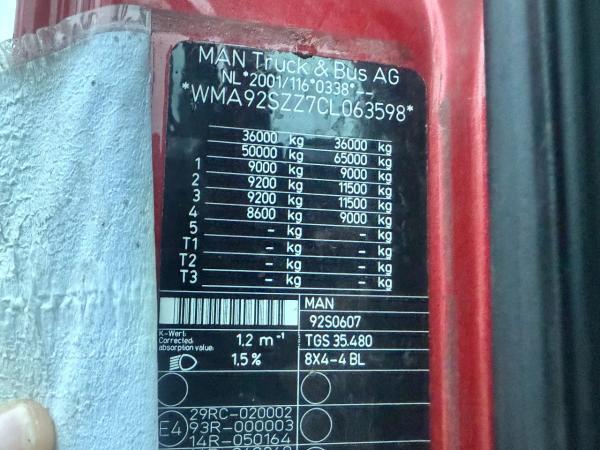 MAN Truck & Bus AG
NL*2001/116*0338*--
*WMA92SZZ7CL063598*
36000 kg 36000 kg
50000 kg 65000 kg
1 9000 kg 9000 kg
2 9200 kg 11500 kg
3 9200 kg 11500 kg
4 8600 kg 9000 kg
5 - kg - kg
T1 - kg - kg
T2 - kg - kg
T3 - kg - kg
MAN
92S0607
K-Wert:
Corrected
absorption value: 1.2 m⁻¹ TGS 35.480
1.5 % 8X4-4 BL
29RC-020002
E4 93R-000003
14R-050164